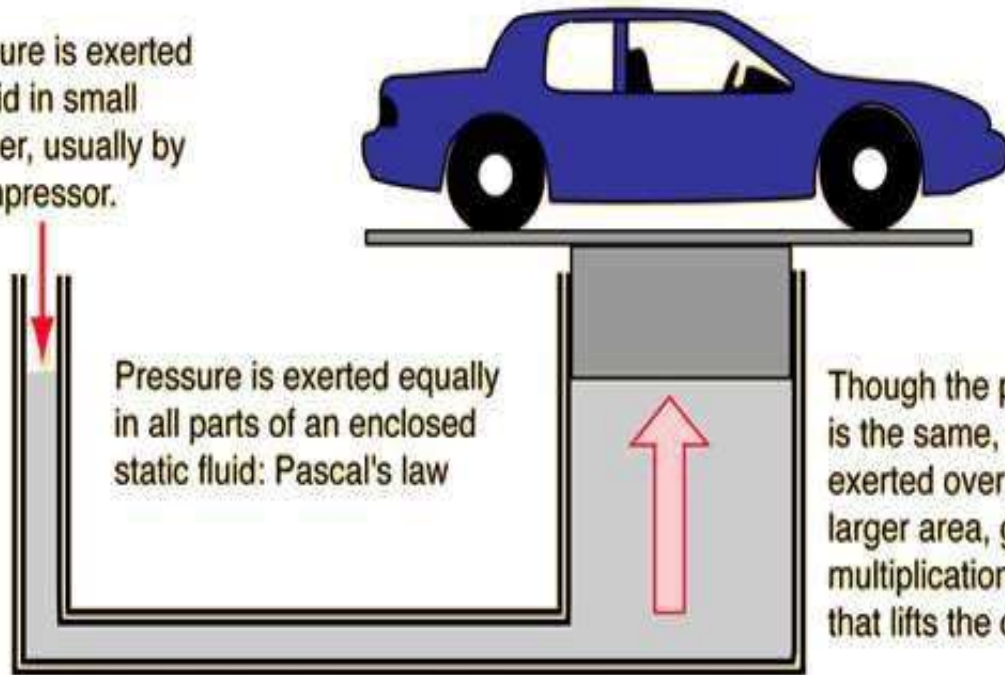 ure is exerted
id in small
er, usually by
npressor.
Pressure is exerted equally
in all parts of an enclosed
static fluid: Pascal's law
Though the p
is the same,
exerted over
larger area, g
multiplication
that lifts the c